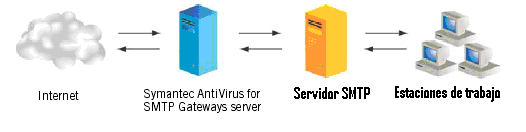 Internet
Symantec AntiVirus for
SMTP Gateways server
Servidor SMTP
Estaciones de trabajo